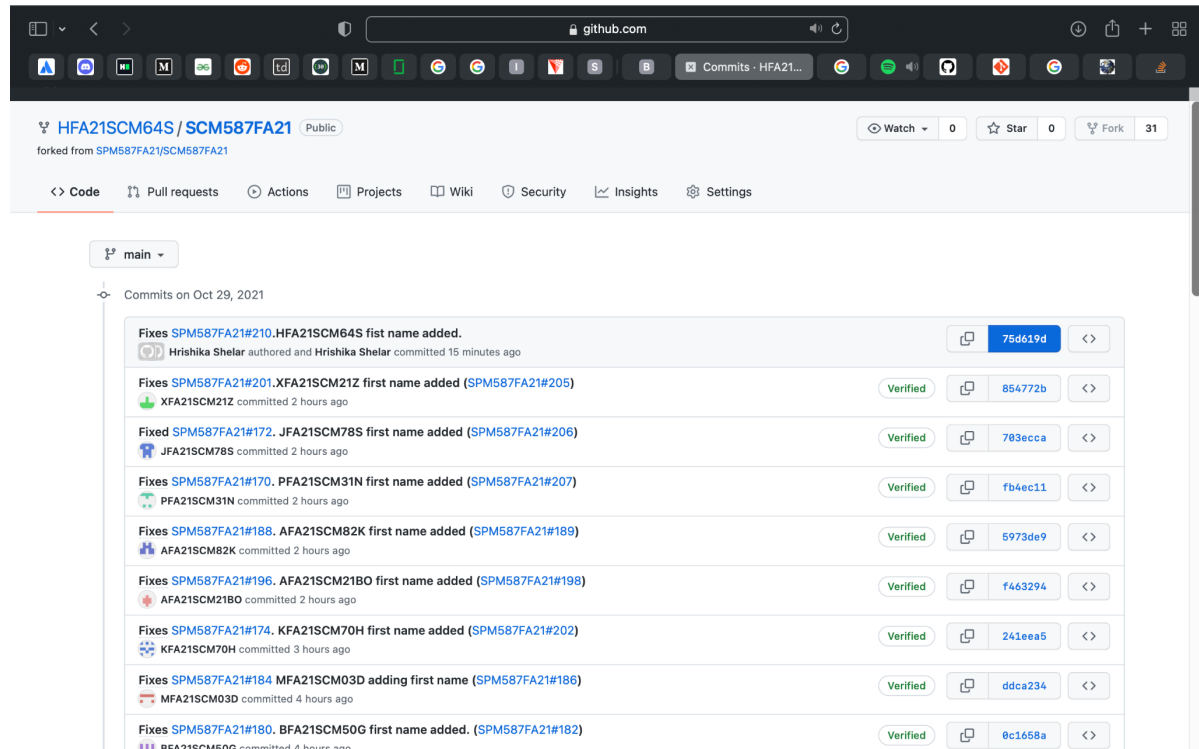 github.com
M
td
M
I
S
B
Commits · HFA21...
HFA21SCM64S / SCM587FA21 Public
Watch 0 Star 0 Fork 31
forked from SPM587FA21/SCM587FA21
<> Code Pull requests Actions Projects Wiki Security Insights Settings
main
Commits on Oct 29, 2021
Fixes SPM587FA21#210.HFA21SCM64S fist name added.
75d619d <>
Hrishika Shelar authored and Hrishika Shelar committed 15 minutes ago
Fixes SPM587FA21#201.XFA21SCM21Z first name added (SPM587FA21#205)
Verified 854772b <>
XFA21SCM21Z committed 2 hours ago
Fixed SPM587FA21#172. JFA21SCM78S first name added (SPM587FA21#206)
Verified 703ecca <>
JFA21SCM78S committed 2 hours ago
Fixes SPM587FA21#170. PFA21SCM31N first name added (SPM587FA21#207)
Verified fb4ec11 <>
PFA21SCM31N committed 2 hours ago
Fixes SPM587FA21#188. AFA21SCM82K first name added (SPM587FA21#189)
Verified 5973de9 <>
AFA21SCM82K committed 2 hours ago
Fixes SPM587FA21#196. AFA21SCM21BO first name added (SPM587FA21#198)
Verified f463294 <>
AFA21SCM21BO committed 2 hours ago
Fixes SPM587FA21#174. KFA21SCM70H first name added (SPM587FA21#202)
Verified 241eea5 <>
KFA21SCM70H committed 3 hours ago
Fixes SPM587FA21#184 MFA21SCM03D adding first name (SPM587FA21#186)
Verified ddca234 <>
MFA21SCM03D committed 4 hours ago
Fixes SPM587FA21#180. BFA21SCM50G first name added. (SPM587FA21#182)
Verified 0c1658a <>
BFA21SCM50G committed 4 hours ago